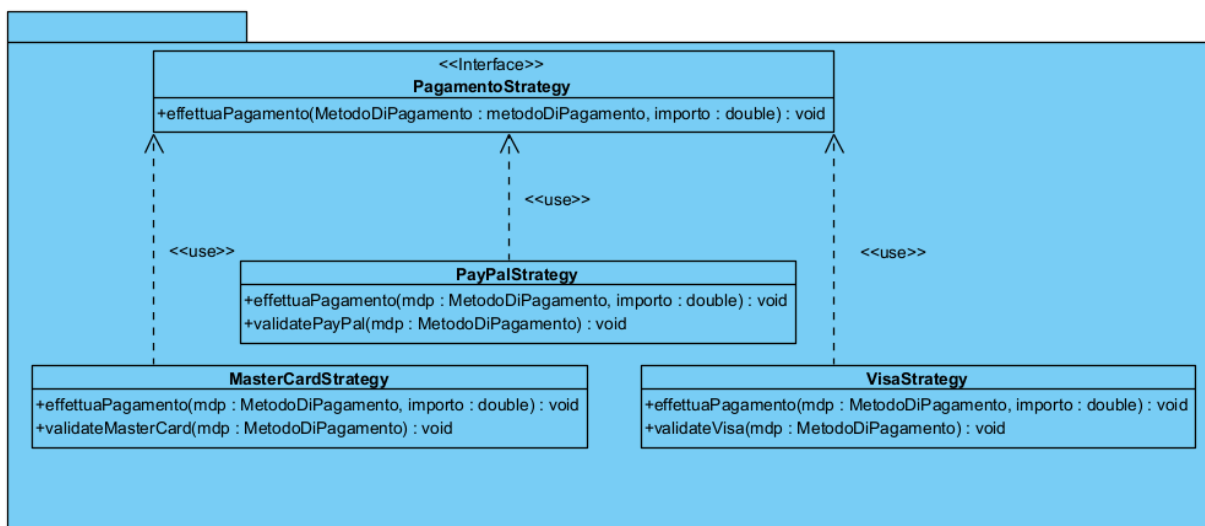 <<Interface>>
PagamentoStrategy
+effettuaPagamento(MetodoDiPagamento : metodoDiPagamento, importo : double) : void
<<use>>
<<use>>
<<use>>
PayPalStrategy
+effettuaPagamento(mdp : MetodoDiPagamento, importo : double) : void
+validatePayPal(mdp : MetodoDiPagamento) : void
MasterCardStrategy
+effettuaPagamento(mdp : MetodoDiPagamento, importo : double) : void
+validateMasterCard(mdp : MetodoDiPagamento) : void
VisaStrategy
+effettuaPagamento(mdp : MetodoDiPagamento, importo : double) : void
+validateVisa(mdp : MetodoDiPagamento) : void